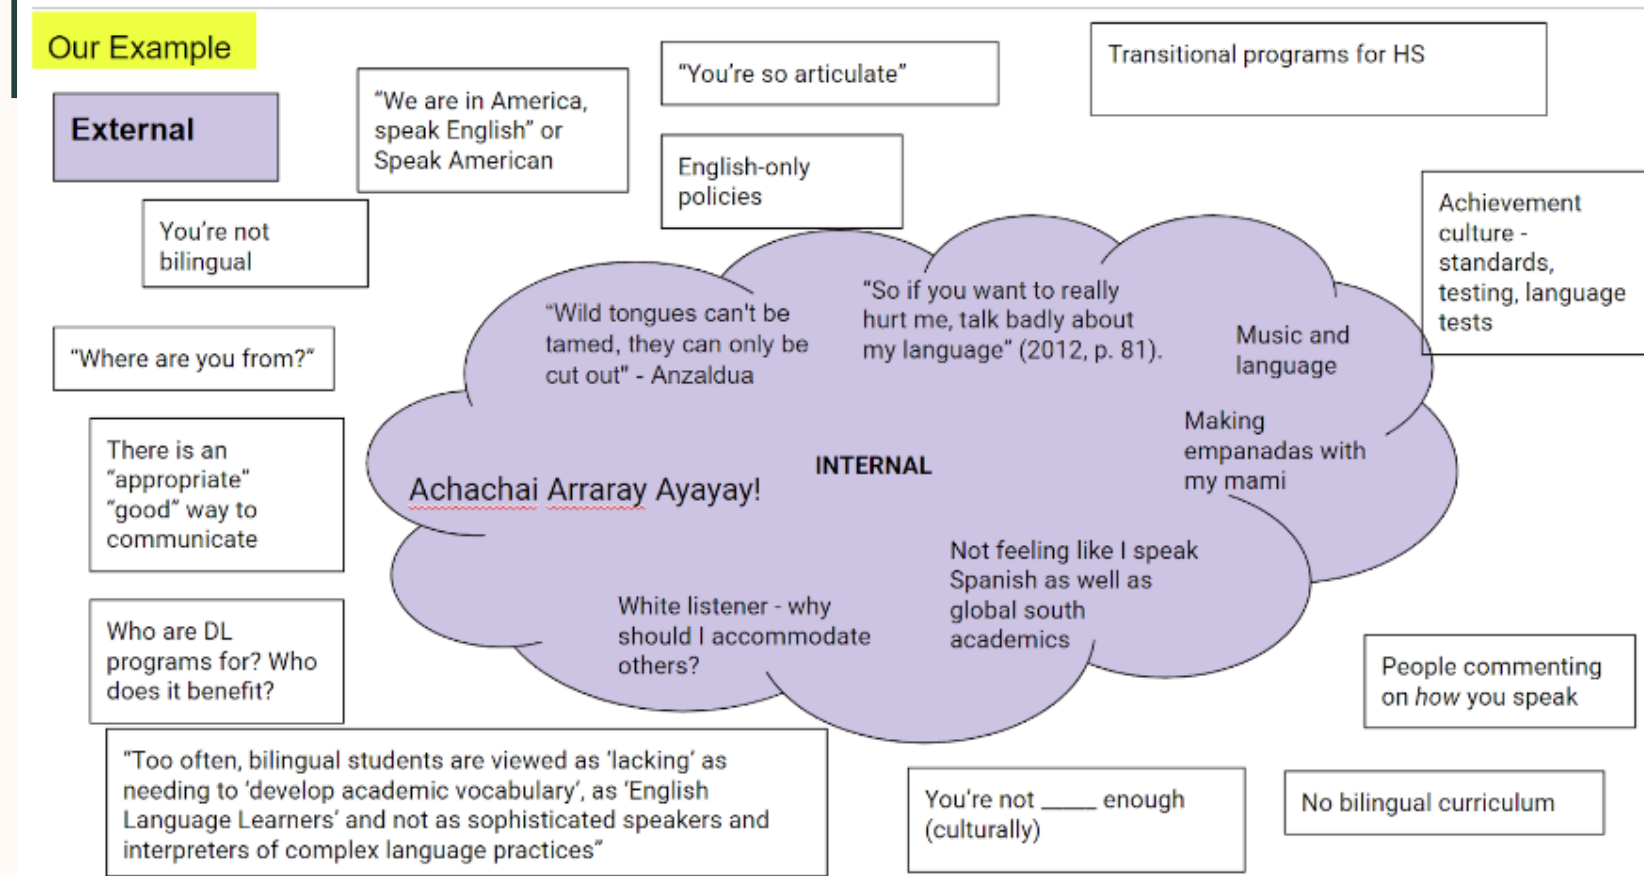 Our Example
External
"We are in America,
speak English" or
Speak American
"You're so articulate"
English-only
policies
Transitional programs for HS
You're not
bilingual
Achievement
culture -
standards,
testing, language
tests
"Where are you from?"
There is an
"appropriate"
"good" way to
communicate
Who are DL
programs for? Who
does it benefit?
"Wild tongues can't be
tamed, they can only be
cut out" - Anzaldua
"So if you want to really
hurt me, talk badly about
my language" (2012, p. 81).
Music and
language
Making
empanadas with
my mami
INTERNAL
Achachai Arraray Ayayay!
Not feeling like I speak
Spanish as well as
global south
academics
White listener - why
should I accommodate
others?
People commenting
on how you speak
"Too often, bilingual students are viewed as 'lacking' as
needing to 'develop academic vocabulary', as 'English
Language Learners' and not as sophisticated speakers and
interpreters of complex language practices"
You're not ____ enough
(culturally)
No bilingual curriculum